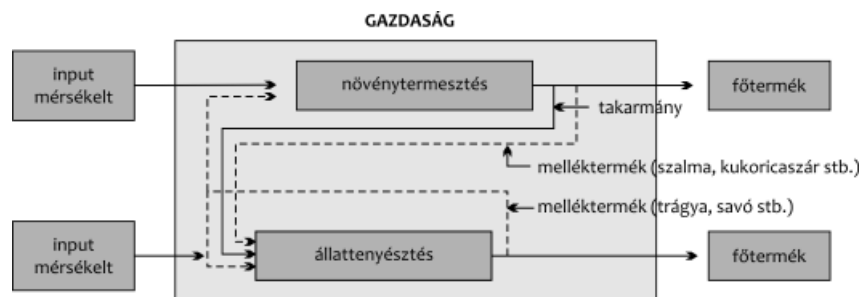 GAZDASÁG
input
mérsékelt
növénytermesztés
főtermék
takarmány
melléktermék (szalma, kukoricaszár stb.)
melléktermék (trágya, savó stb.)
input
mérsékelt
állattenyésztés
főtermék